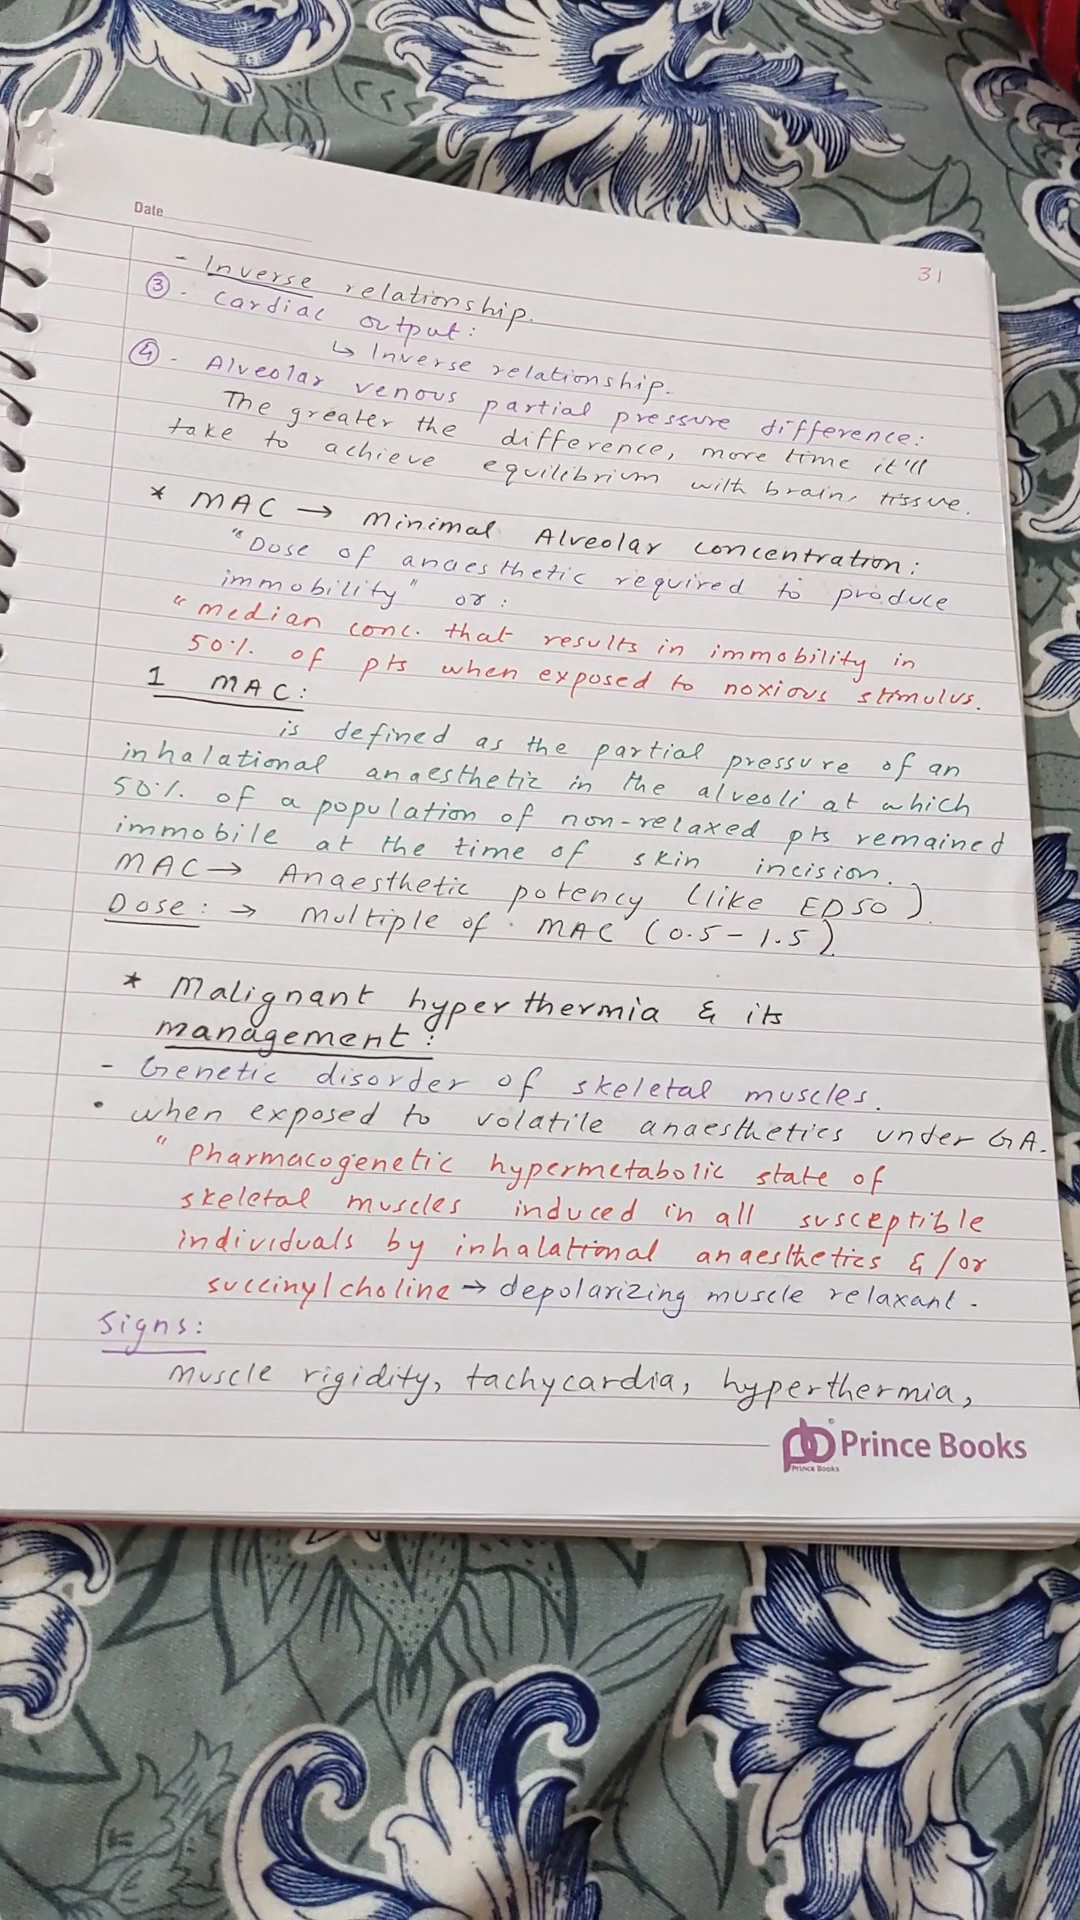 Date
31
- Inverse relationship.
③. Cardiac output:
↳ Inverse relationship.
④. Alveolar venous partial pressure difference:
The greater the difference, more time it'll
take to achieve equilibrium with brain, tissue.
* MAC → Minimal Alveolar concentration:
"Dose of anaesthetic required to produce
immobility" or:
"median conc. that results in immobility in
50% of pts when exposed to noxious stimulus.
1 MAC:
is defined as the partial pressure of an
inhalational anaesthetic in the alveoli at which
50% of a population of non-relaxed pts remained
immobile at the time of skin incision.
MAC → Anaesthetic potency (like ED50).
Dose: → Multiple of MAC (0.5-1.5)
* Malignant hyperthermia & its
management:
- Genetic disorder of skeletal muscles.
• when exposed to volatile anaesthetics under GA.
"Pharmacogenetic hypermetabolic state of
skeletal muscles induced in all susceptible
individuals by inhalational anaesthetics &/or
succinylcholine → depolarizing muscle relaxant.
Signs:
Muscle rigidity, tachycardia, hyperthermia,
Prince Books
Prince Books